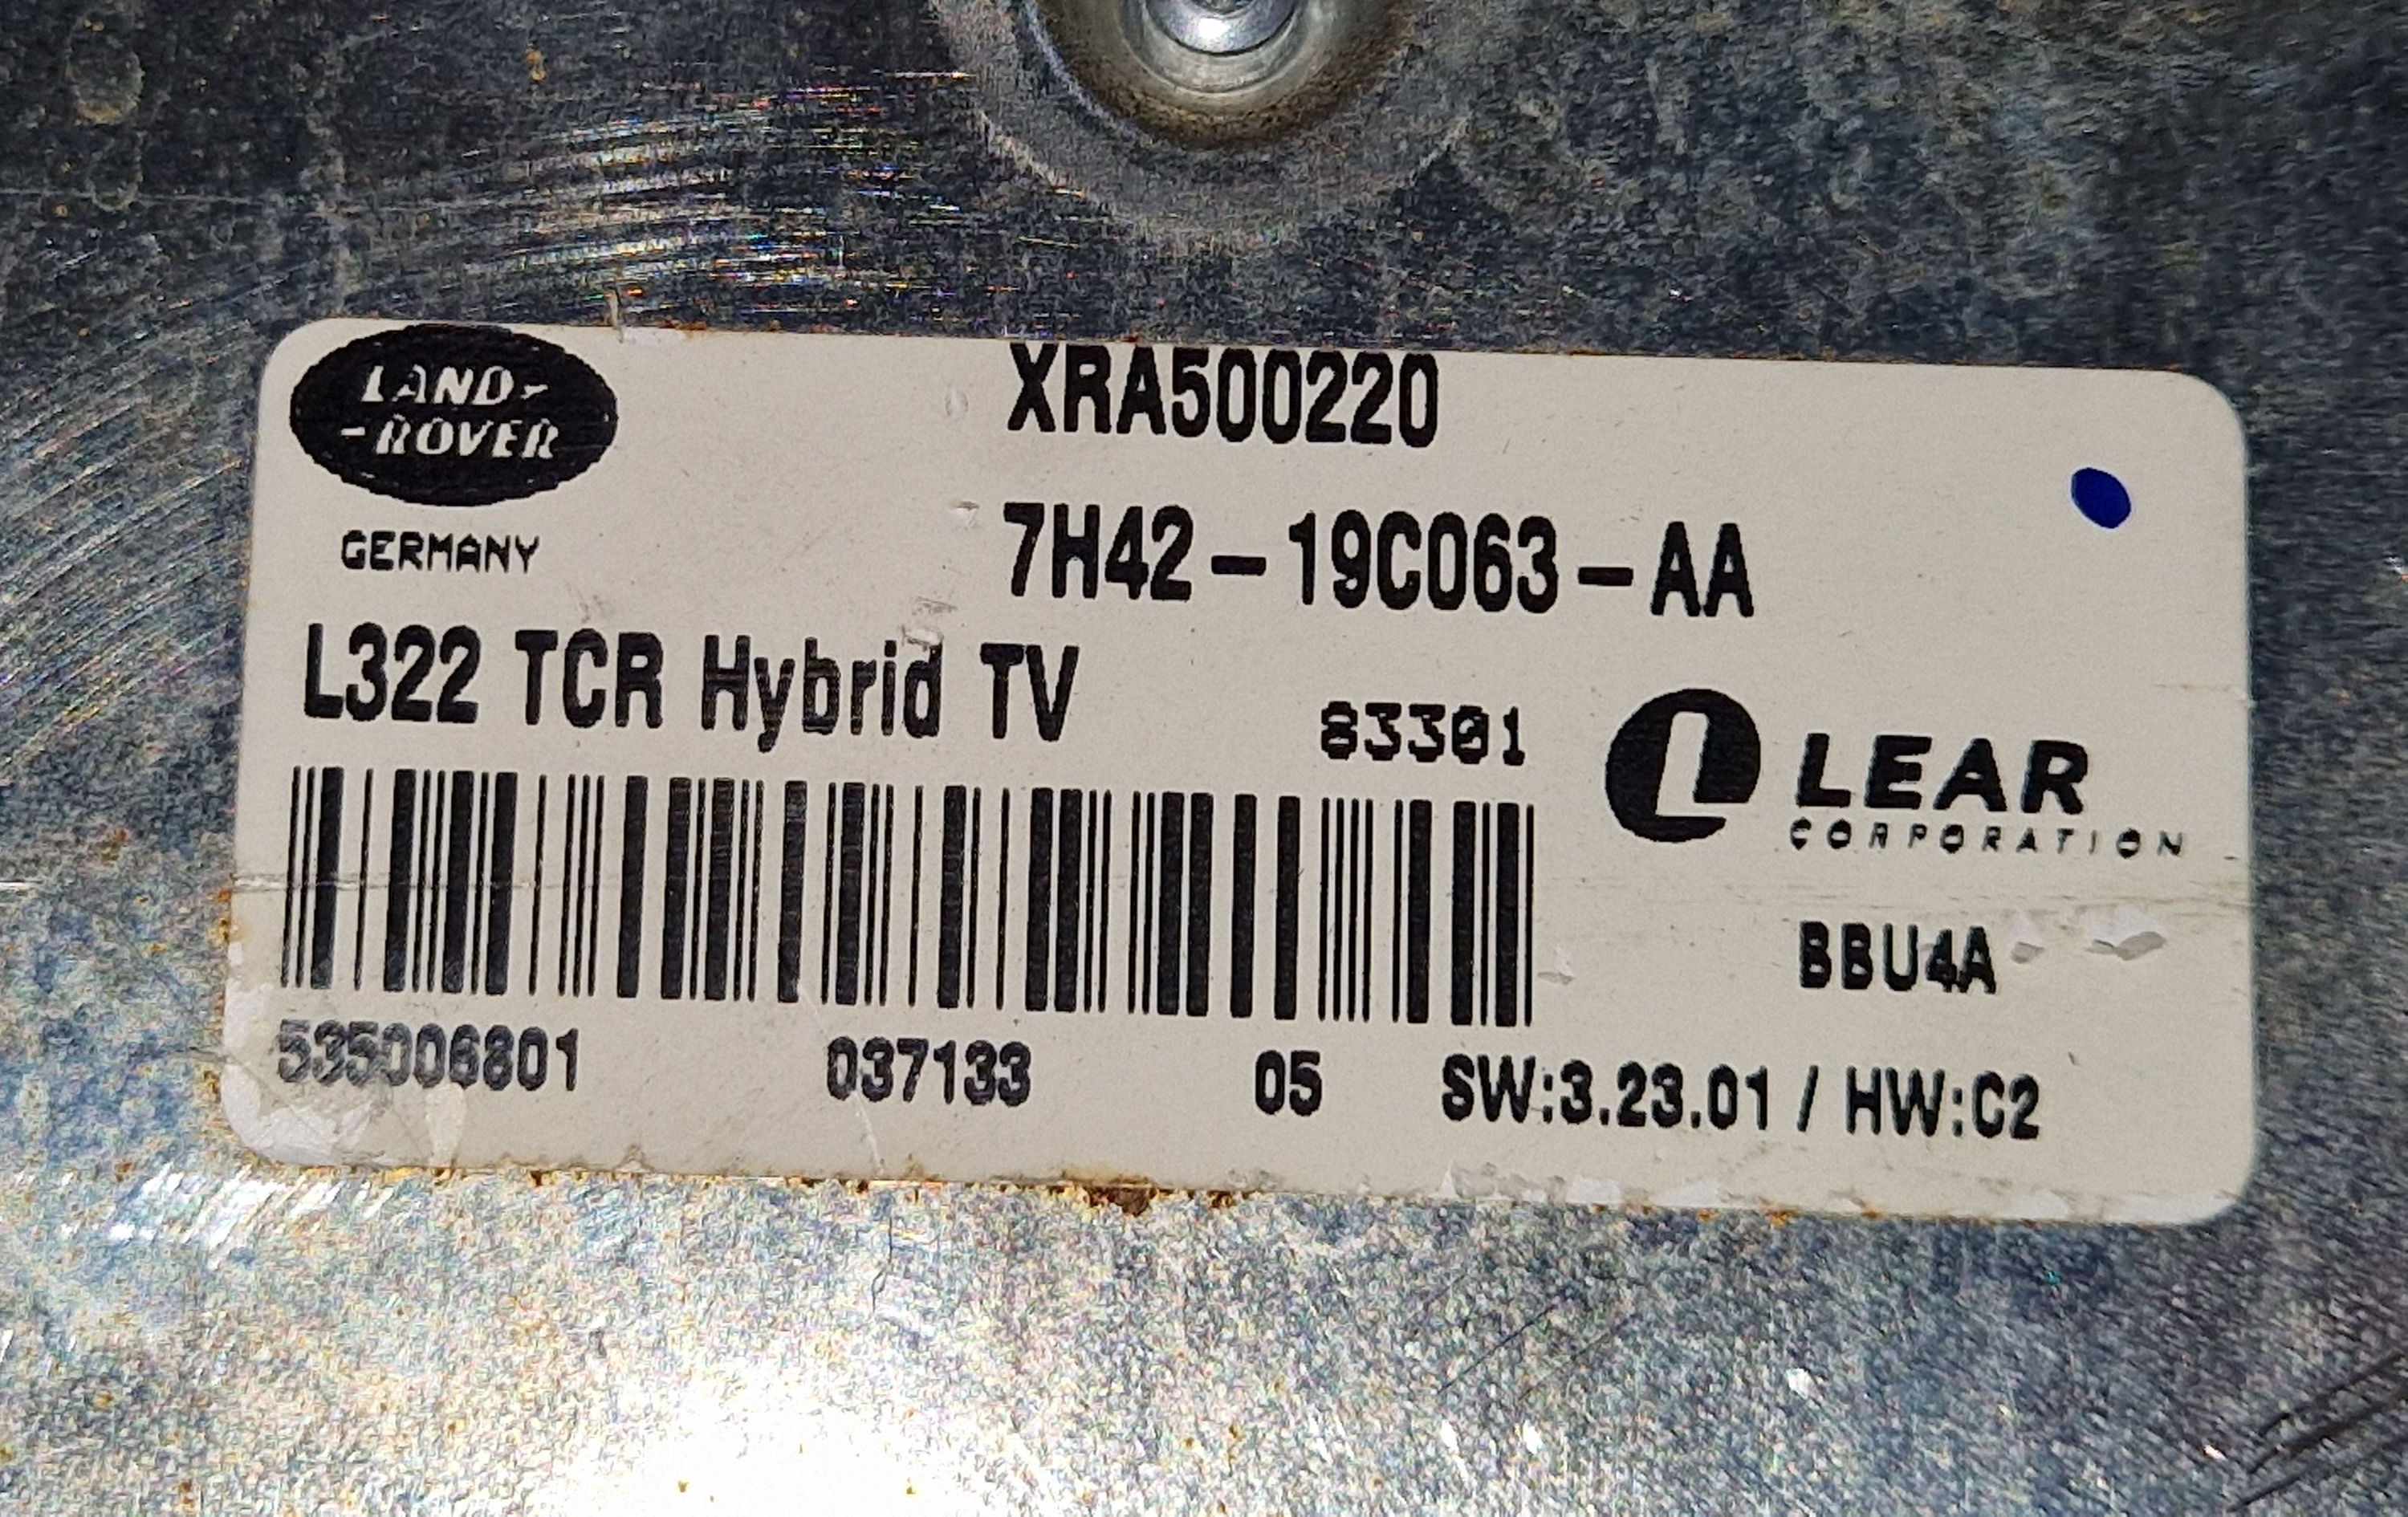 LAND-
-ROVER
XRA500220
GERMANY
7H42-19C063-AA
L322 TCR Hybrid TV
83301
LEAR
CORPORATION
BBU4A
535006801 037133 05 SW:3.23.01 / HW:C2